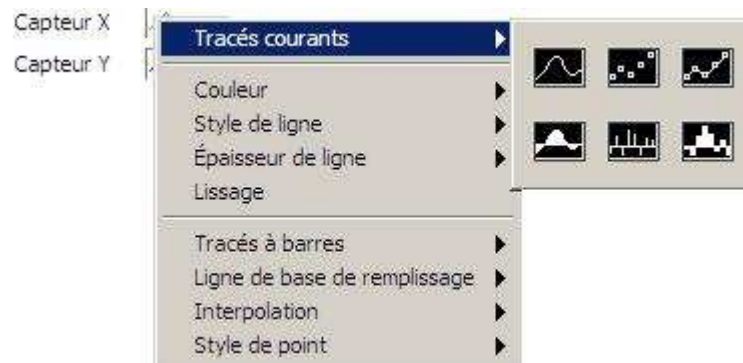 Capteur X
Capteur Y
Tracés courants
Couleur
Style de ligne
Épaisseur de ligne
Lissage
Tracés à barres
Ligne de base de remplissage
Interpolation
Style de point